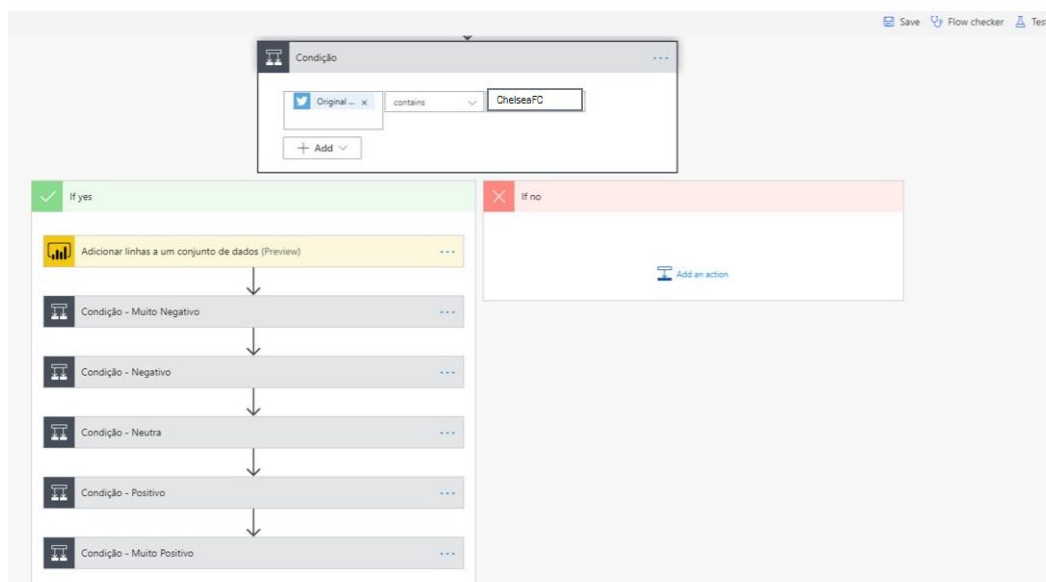 Save Flow checker Test
Condição
Original ... x contains ChelseaFC
Add
If yes If no
Adicionar linhas a um conjunto de dados (Preview)
Add an action
Condição - Muito Negativo
Condição - Negativo
Condição - Neutra
Condição - Positivo
Condição - Muito Positivo